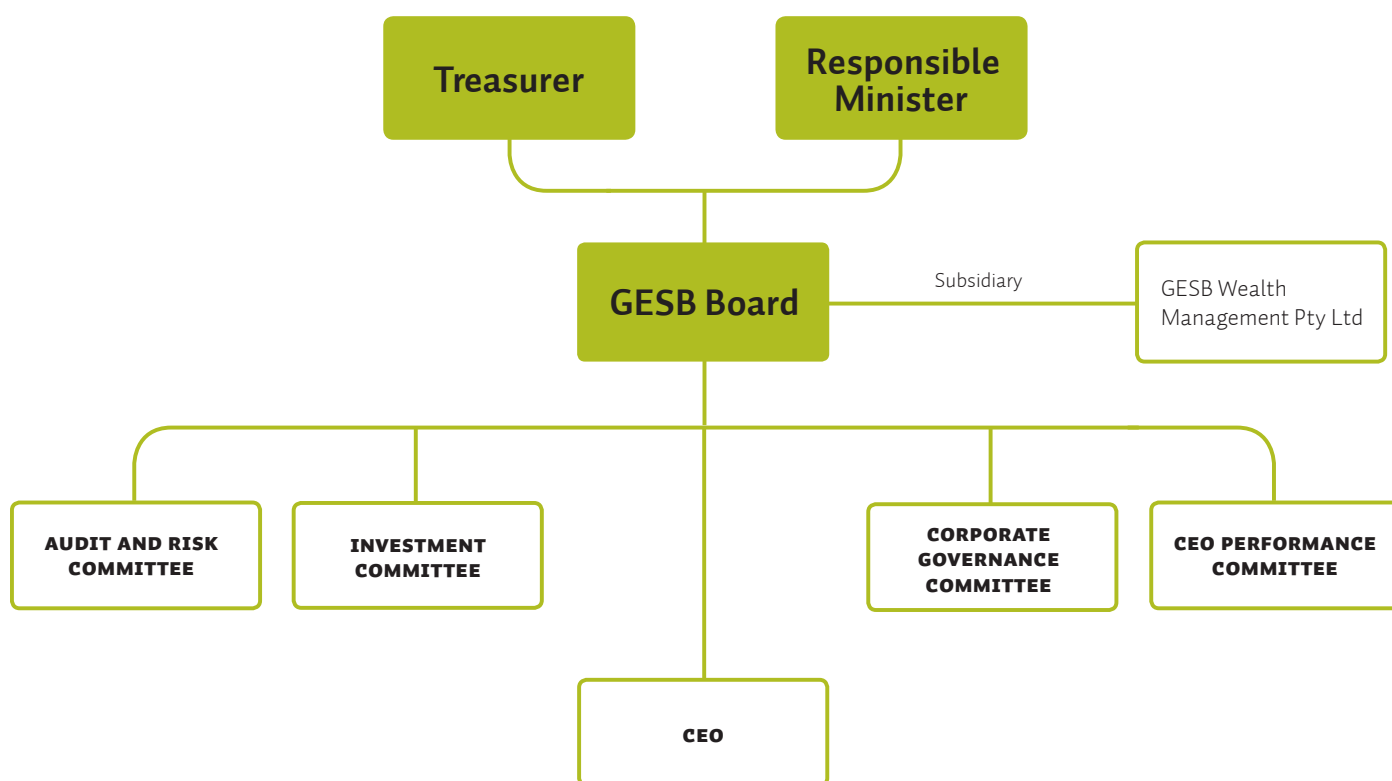 Treasurer
Responsible
Minister
GESB Board
Subsidiary
GESB Wealth
Management Pty Ltd
AUDIT AND RISK
COMMITTEE
INVESTMENT
COMMITTEE
CORPORATE
GOVERNANCE
COMMITTEE
CEO PERFORMANCE
COMMITTEE
CEO